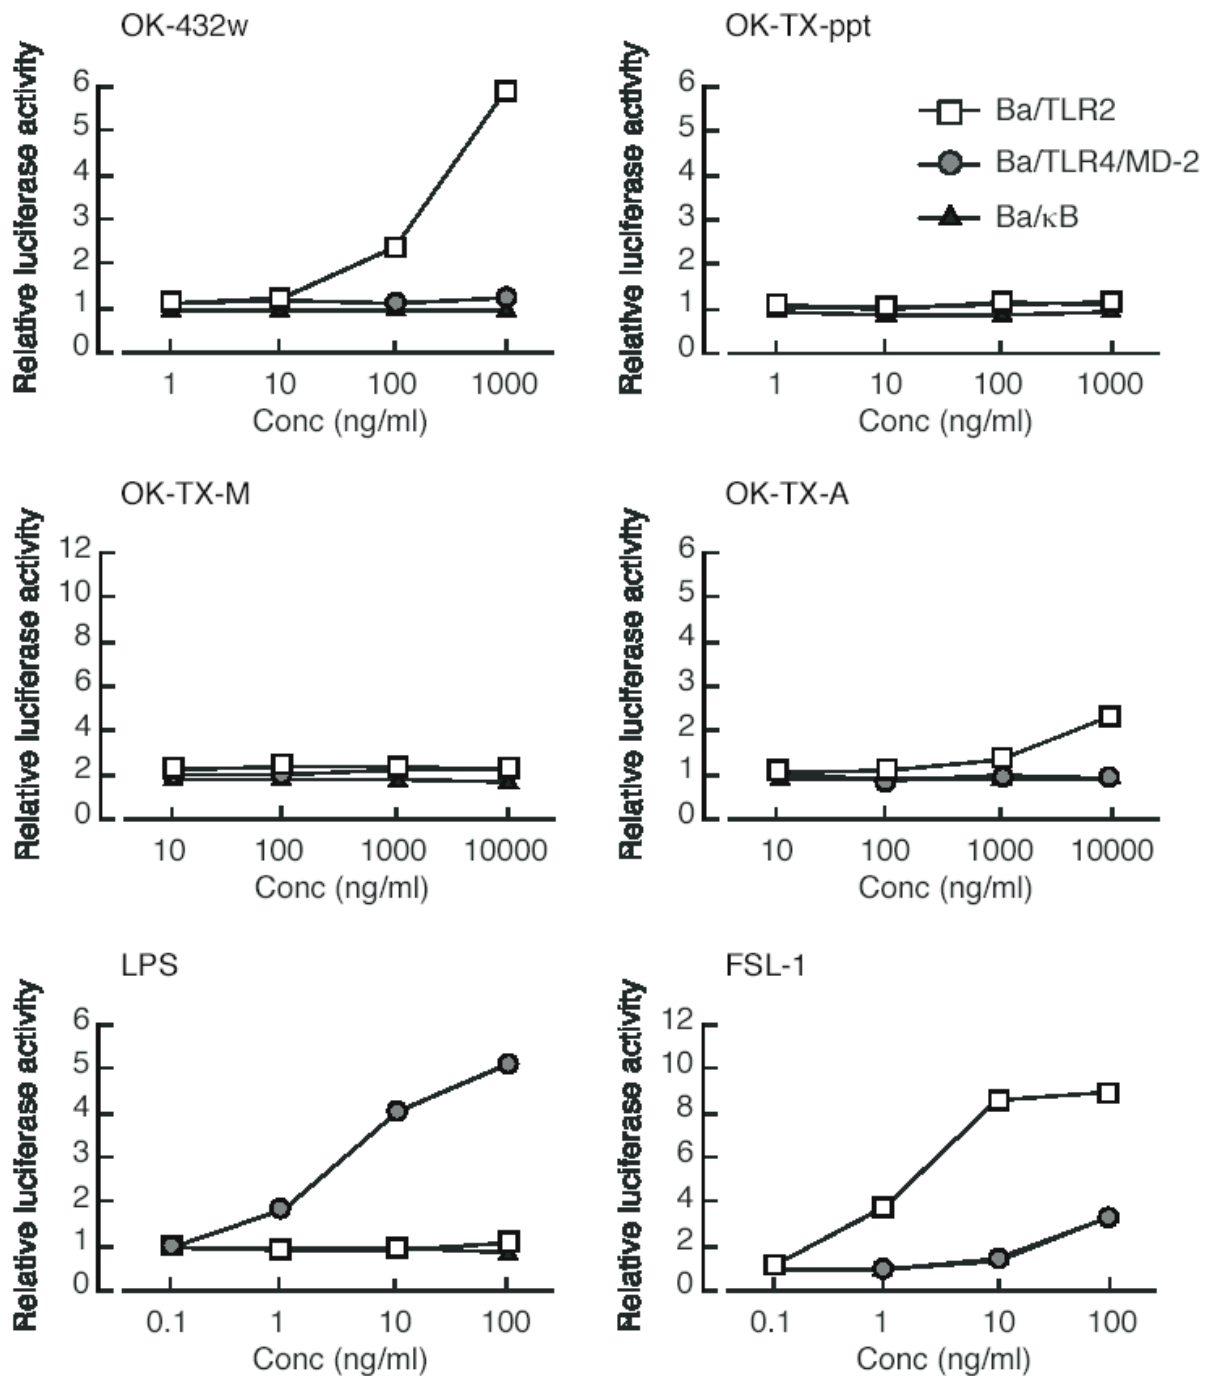 OK-432w
Relative luciferase activity
6
5
4
3
2
1
0
1 10 100 1000
Conc (ng/ml)
OK-TX-ppt
Relative luciferase activity
6
5
4
3
2
1
0
Ba/TLR2
Ba/TLR4/MD-2
Ba/κB
1 10 100 1000
Conc (ng/ml)
OK-TX-M
Relative luciferase activity
12
10
8
6
4
2
0
10 100 1000 10000
Conc (ng/ml)
OK-TX-A
Relative luciferase activity
6
5
4
3
2
1
0
10 100 1000 10000
Conc (ng/ml)
LPS
Relative luciferase activity
6
5
4
3
2
1
0
0.1 1 10 100
Conc (ng/ml)
FSL-1
Relative luciferase activity
12
10
8
6
4
2
0
0.1 1 10 100
Conc (ng/ml)